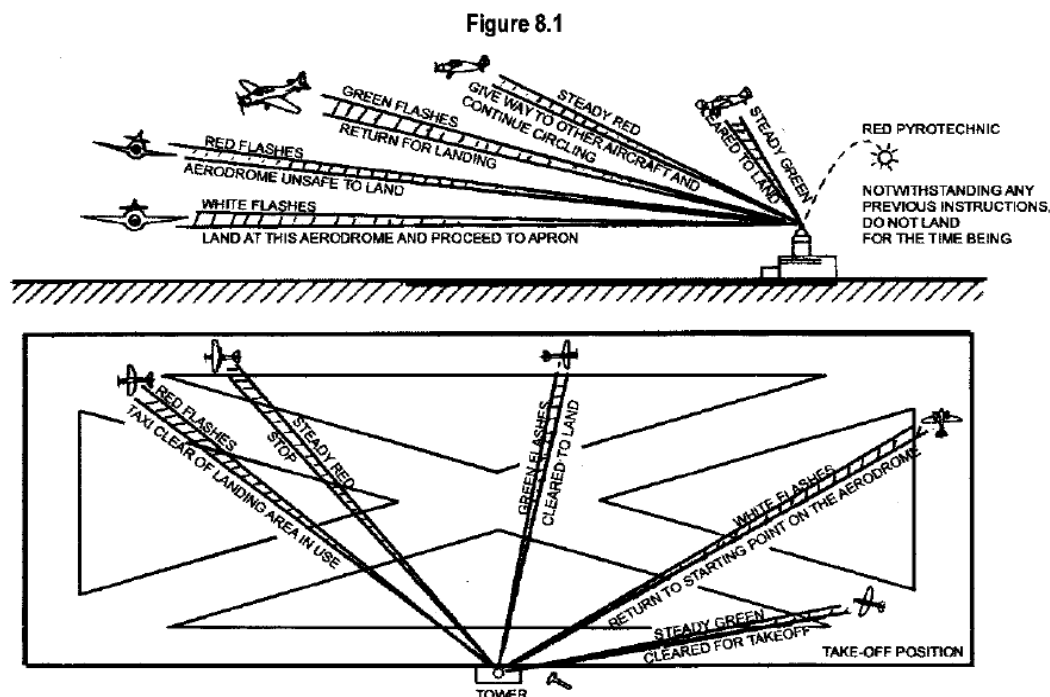 Figure 8.1
STEADY RED
GIVE WAY TO OTHER AIRCRAFT AND
CONTINUE CIRCLING
GREEN FLASHES
RETURN FOR LANDING
STEADY GREEN
CLEARED TO LAND
RED PYROTECHNIC
RED FLASHES
AERODROME UNSAFE TO LAND
NOTWITHSTANDING ANY
PREVIOUS INSTRUCTIONS,
DO NOT LAND
FOR THE TIME BEING
WHITE FLASHES
LAND AT THIS AERODROME AND PROCEED TO APRON
RED FLASHES
TAXI CLEAR OF LANDING AREA IN USE
STEADY RED
STOP
GREEN FLASHES
CLEARED TO LAND
WHITE FLASHES
RETURN TO STARTING POINT ON THE AERODROME
STEADY GREEN
CLEARED FOR TAKEOFF
TAKE-OFF POSITION
TOWER